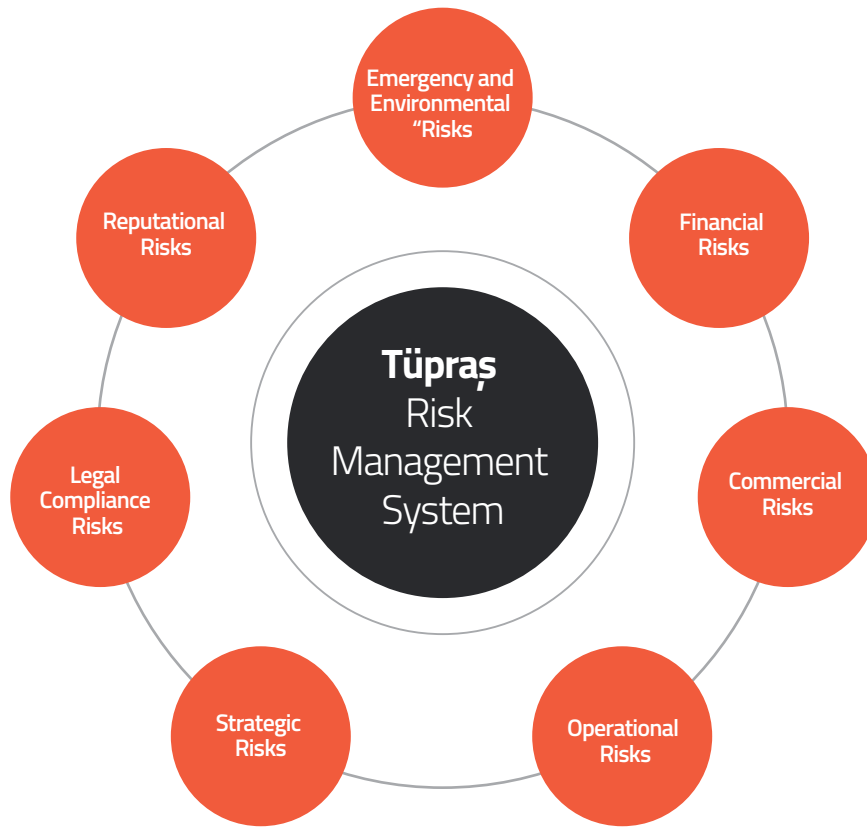 Emergency and
Environmental
“Risks
Reputational
Risks
Financial
Risks
Tüpraş
Risk
Management
System
Legal
Compliance
Risks
Commercial
Risks
Strategic
Risks
Operational
Risks